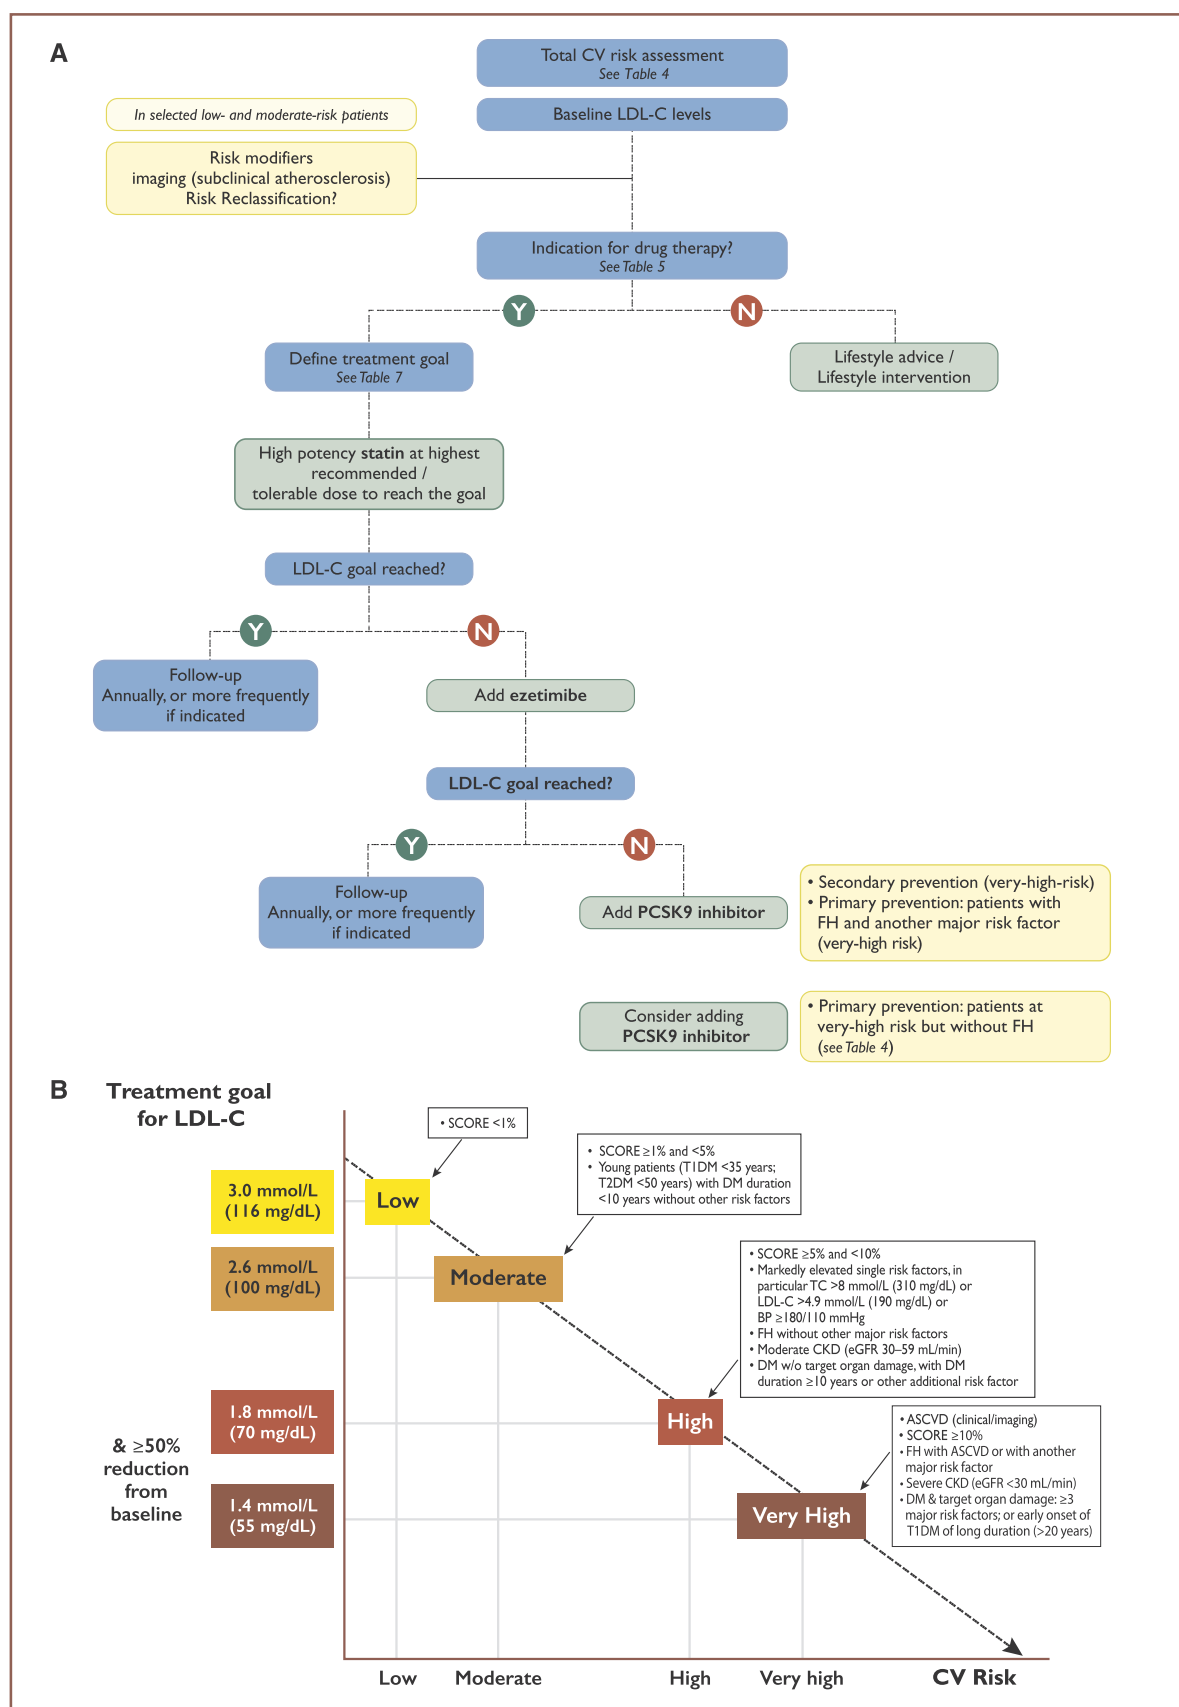 A
Total CV risk assessment
See Table 4
In selected low- and moderate-risk patients
Baseline LDL-C levels
Risk modifiers
imaging (subclinical atherosclerosis)
Risk Reclassification?
Indication for drug therapy?
See Table 5
Y
N
Define treatment goal
See Table 7
Lifestyle advice /
Lifestyle intervention
High potency statin at highest
recommended /
tolerable dose to reach the goal
LDL-C goal reached?
Y
N
Follow-up
Annually, or more frequently
if indicated
Add ezetimibe
LDL-C goal reached?
Y
N
Follow-up
Annually, or more frequently
if indicated
Add PCSK9 inhibitor
• Secondary prevention (very-high-risk)
• Primary prevention: patients with
FH and another major risk factor
(very-high risk)
Consider adding
PCSK9 inhibitor
• Primary prevention: patients at
very-high risk but without FH
(see Table 4)
B
Treatment goal
for LDL-C
• SCORE <1%
• SCORE ≥1% and <5%
• Young patients (T1DM <35 years;
T2DM <50 years) with DM duration
<10 years without other risk factors
3.0 mmol/L
(116 mg/dL)
Low
2.6 mmol/L
(100 mg/dL)
Moderate
• SCORE ≥5% and <10%
• Markedly elevated single risk factors, in
particular TC >8 mmol/L (310 mg/dL) or
LDL-C >4.9 mmol/L (190 mg/dL) or
BP ≥180/110 mmHg
• FH without other major risk factors
• Moderate CKD (eGFR 30–59 mL/min)
• DM w/o target organ damage, with DM
duration ≥10 years or other additional risk factor
1.8 mmol/L
(70 mg/dL)
High
• ASCVD (clinical/imaging)
• SCORE ≥10%
• FH with ASCVD or with another
major risk factor
• Severe CKD (eGFR <30 mL/min)
• DM & target organ damage: ≥3
major risk factors; or early onset of
T1DM of long duration (>20 years)
& ≥50%
reduction
from
baseline
1.4 mmol/L
(55 mg/dL)
Very High
Low
Moderate
High
Very high
CV Risk